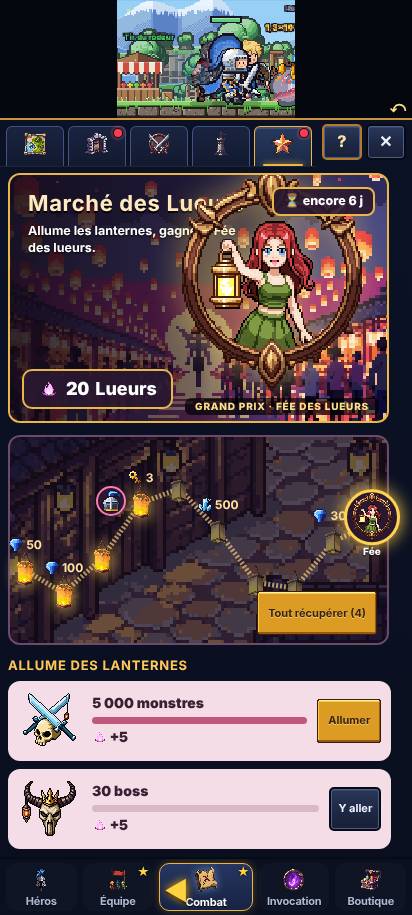 ?
×
Marché des Lueurs
encore 6 j
Allume les lanternes, gagne Fée
des lueurs.
20 Lueurs
GRAND PRIX · FÉE DES LUEURS
3
500
30
50
100
Fée
Tout récupérer (4)
ALLUME DES LANTERNES
5 000 monstres
+5
Allumer
30 boss
+5
Y aller
Héros
Équipe
Combat
Invocation
Boutique